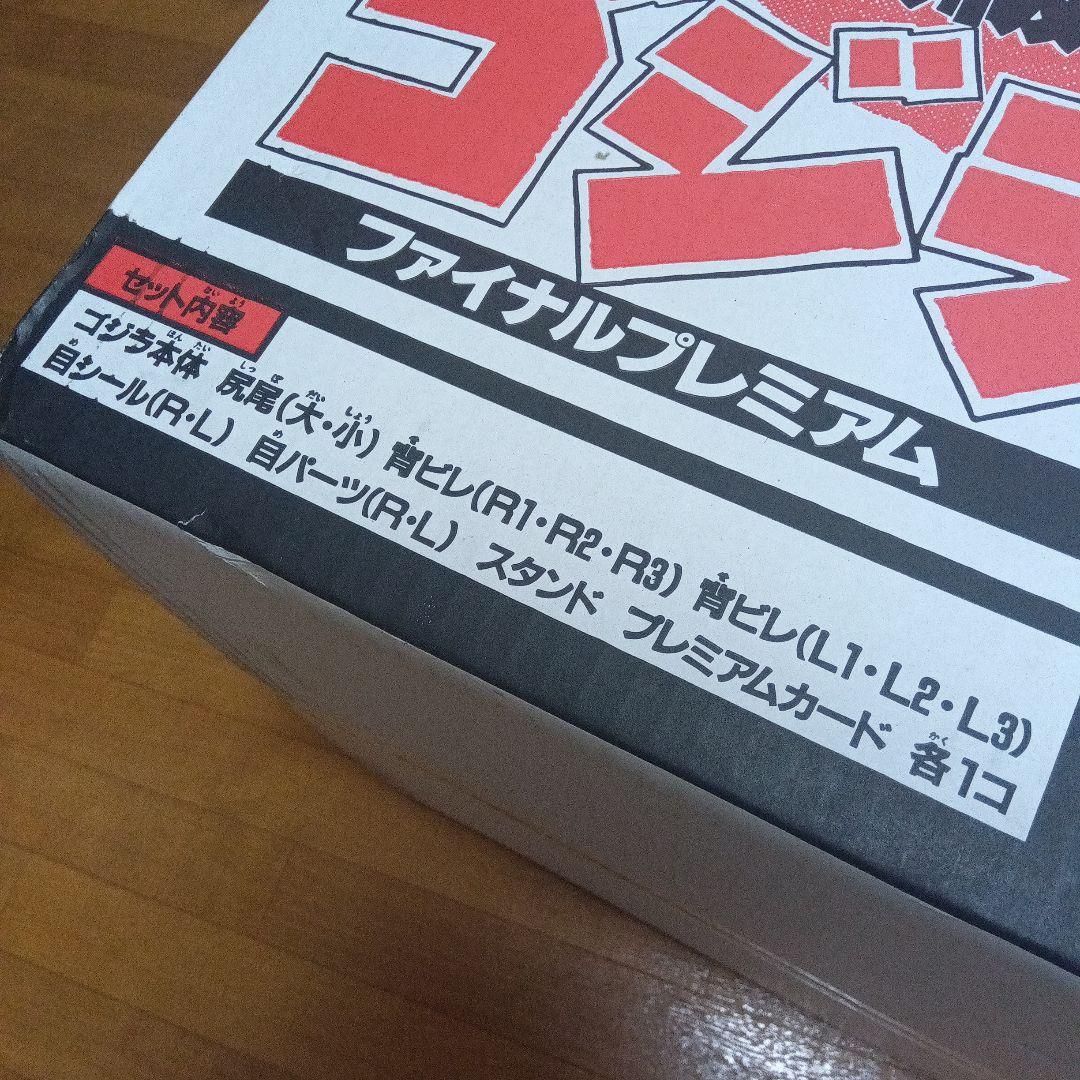 ゴジラ
ファイナルプレミアム
セット内容
ゴジラ本体 尻尾(大・小) 背ビレ(R1・R2・R3) 背ビレ(L1・L2・L3)
目シール(R・L) 目パーツ(R・L) スタンド プレミアムカード 各1コ